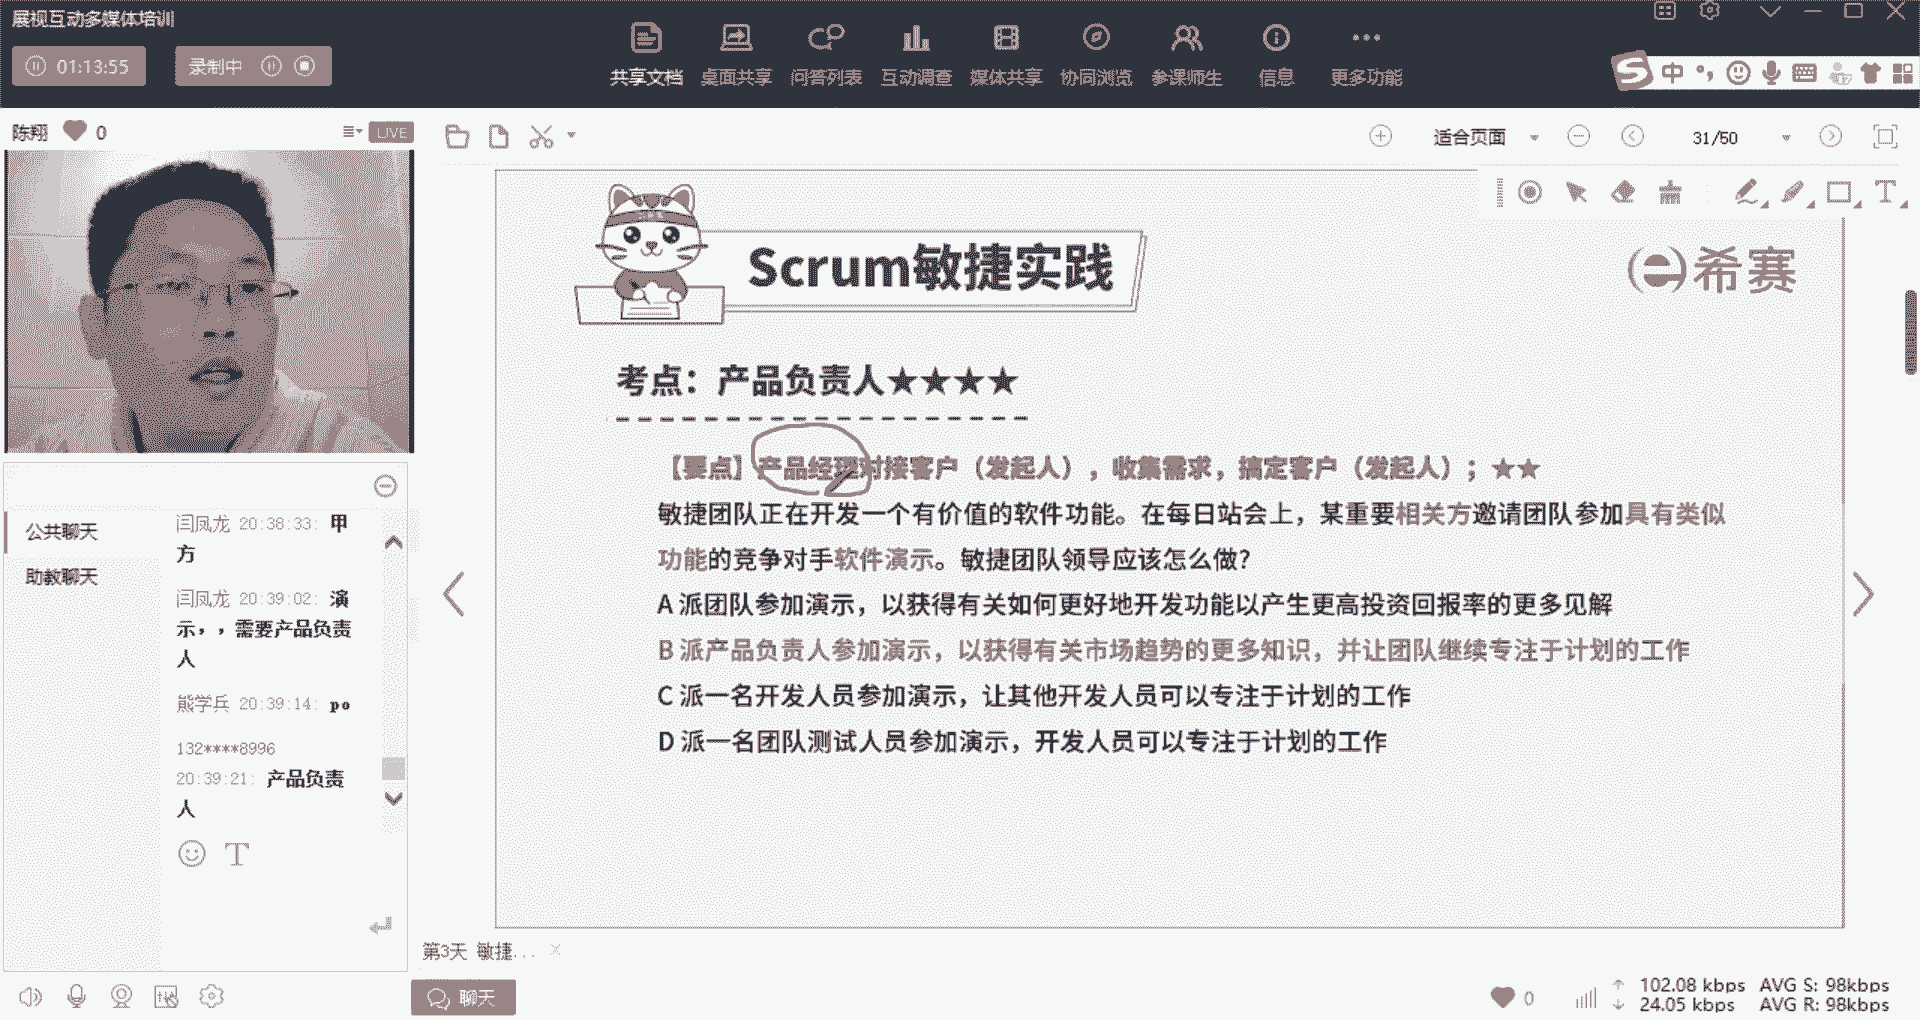 展视互动多媒体培训
01:13:55
录制中
共享文档
桌面共享
问答列表
互动调查
媒体共享
协同浏览
参课师生
信息
更多功能
中
陈翔
0
LIVE
适合页面
31/50
Scrum敏捷实践
希赛
考点：产品负责人★★★★
【要点】产品经理对接客户（发起人），收集需求，搞定客户（发起人）；★★
敏捷团队正在开发一个有价值的软件功能。在每日站会上，某重要相关方邀请团队参加具有类似
功能的竞争对手软件演示。敏捷团队领导应该怎么做？
A 派团队参加演示，以获得有关如何更好地开发功能以产生更高投资回报率的更多见解
B 派产品负责人参加演示，以获得有关市场趋势的更多知识，并让团队继续专注于计划的工作
C 派一名开发人员参加演示，让其他开发人员可以专注于计划的工作
D 派一名团队测试人员参加演示，开发人员可以专注于计划的工作
公共聊天
助教聊天
闫凤龙 20:38:33: 甲
方
闫凤龙 20:39:02: 演
示，，需要产品负责
人
熊学兵 20:39:14: po
132****8996
20:39:21: 产品负责
人
第3天 敏捷...
聊天
0
102.08 kbps AVG S: 98kbps
24.05 kbps AVG R: 98kbps